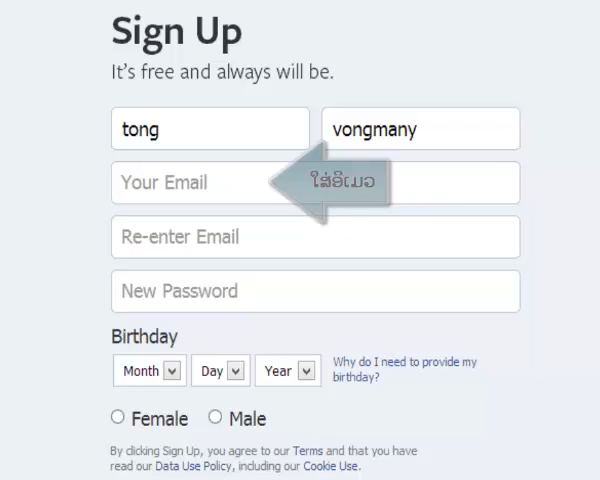 Sign Up
It's free and always will be.
tong vongmany
Your Email ໃສ່ອີເມວ
Re-enter Email
New Password
Birthday
Month Day Year Why do I need to provide my
birthday?
Female Male
By clicking Sign Up, you agree to our Terms and that you have
read our Data Use Policy, including our Cookie Use.